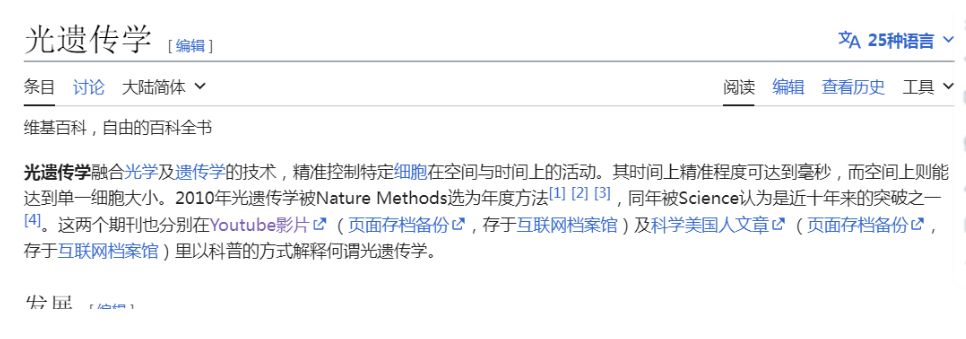 光遗传学 [编辑]
文A 25种语言
条目 讨论 大陆简体
阅读 编辑 查看历史 工具
维基百科，自由的百科全书
光遗传学融合光学及遗传学的技术，精准控制特定细胞在空间与时间上的活动。其时间上精准程度可达到毫秒，而空间上则能
达到单一细胞大小。2010年光遗传学被Nature Methods选为年度方法[1] [2] [3]，同年被Science认为是近十年来的突破之一
[4]。这两个期刊也分别在Youtube影片（页面存档备份，存于互联网档案馆）及科学美国人文章（页面存档备份，
存于互联网档案馆）里以科普的方式解释何谓光遗传学。
发展 [编辑]